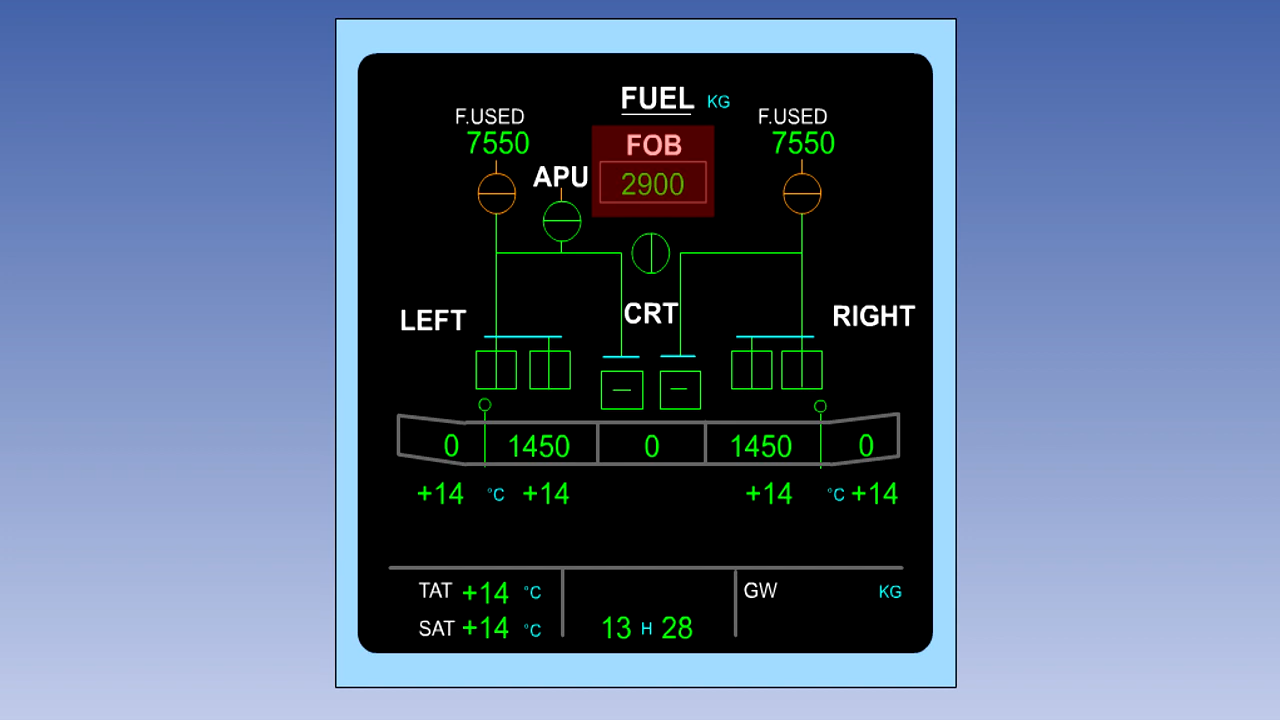 FUEL KG
F.USED F.USED
7550 FOB 7550
APU 2900
LEFT CRT RIGHT
0 1450 0 1450 0
+14 °C +14 +14 °C +14
TAT +14 °C GW KG
SAT +14 °C 13 H 28